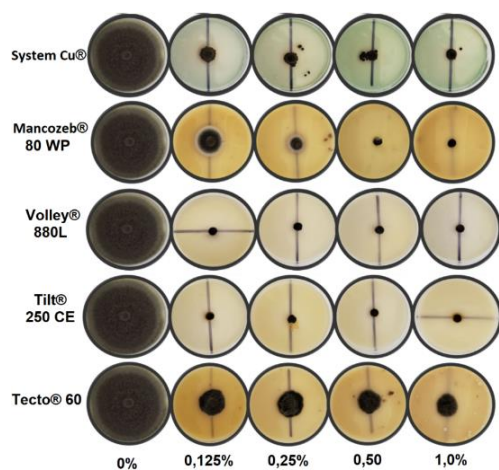 System Cu®
Mancozeb®
80 WP
Volley®
880L
Tilt®
250 CE
Tecto® 60
0% 0,125% 0,25% 0,50 1,0%